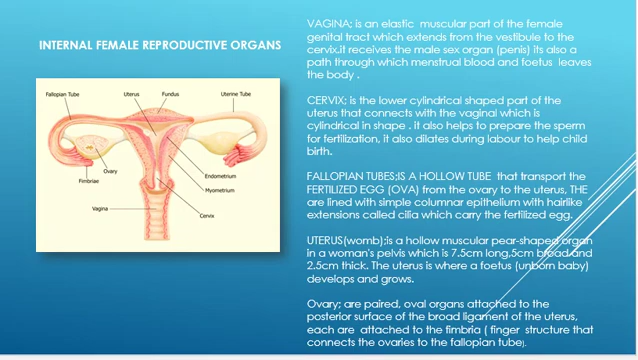 INTERNAL FEMALE REPRODUCTIVE ORGANS
Fallopian Tube
Uterus
Fundus
Uterine Tube
Ovary
Fimbriae
Endometrium
Myometrium
Vagina
Cervix
VAGINA; is an elastic muscular part of the female
genital tract which extends from the vestibule to the
cervix.it receives the male sex organ (penis) its also a
path through which menstrual blood and foetus leaves
the body .
CERVIX; is the lower cylindrical shaped part of the
uterus that connects with the vaginal which is
cylindrical in shape . it also helps to prepare the sperm
for fertilization, it also dilates during labour to help child
birth.
FALLOPIAN TUBES;IS A HOLLOW TUBE that transport the
FERTILIZED EGG (OVA) from the ovary to the uterus, THE
are lined with simple columnar epithelium with hairlike
extensions called cilia which carry the fertilized egg.
UTERUS(womb);is a hollow muscular pear-shaped organ
in a woman's pelvis which is 7.5cm long,5cm broad and
2.5cm thick. The uterus is where a foetus (unborn baby)
develops and grows.
Ovary; are paired, oval organs attached to the
posterior surface of the broad ligament of the uterus,
each are attached to the fimbria ( finger structure that
connects the ovaries to the fallopian tube).